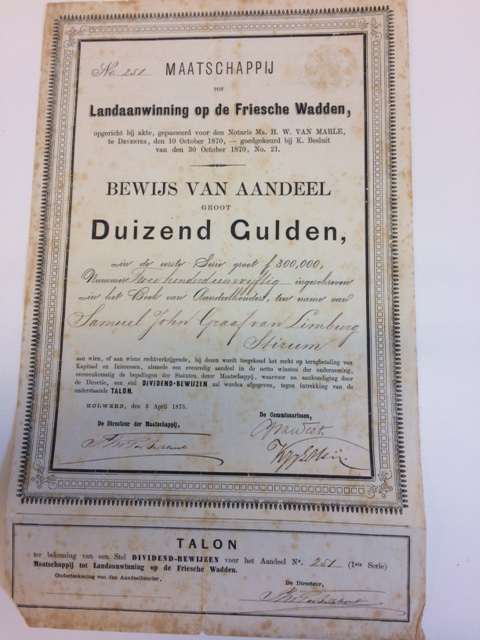 No. 251 MAATSCHAPPIJ
TOT
Landaanwinning op de Friesche Wadden,
opgericht bij akte, gepasseerd voor den Notaris Mr. H. W. VAN MARLE,
te DEVENTER, den 10 October 1870, — goedgekeurd bij K. Besluit
van den 30 October 1870, No. 21.
BEWIJS VAN AANDEEL
GROOT
Duizend Gulden,
in de eerste Serie groot ƒ 300,000,
Nummer Twee honderd een en vijftig ingeschreven
in het Boek van Aandeelhouders, ten name van
Samuel John Graaf van Limburg
Stirum
aan wien, of aan wiens rechtverkrijgende, bij dezen wordt toegekend het recht op terugbetaling van
Kapitaal en Interessen, alsmede een evenredig aandeel in de netto winsten der onderneming,
overeenkomstig de bepalingen der Statuten dezer Maatschappij, waarvoor na aankondiging door
de Directie, een stel DIVIDEND-BEWIJZEN zal worden afgegeven, tegen intrekking van de
onderstaande TALON.
HOLWERD, den 5 April 1875.
De Directeur der Maatschappij,
De Commissarissen,
TALON
ter bekoming van een Stel DIVIDEND-BEWIJZEN voor het Aandeel No. 251 (1ste Serie)
Maatschappij tot Landaanwinning op de Friesche Wadden.
Onderteekening van den Aandeelhouder,
De Directeur,